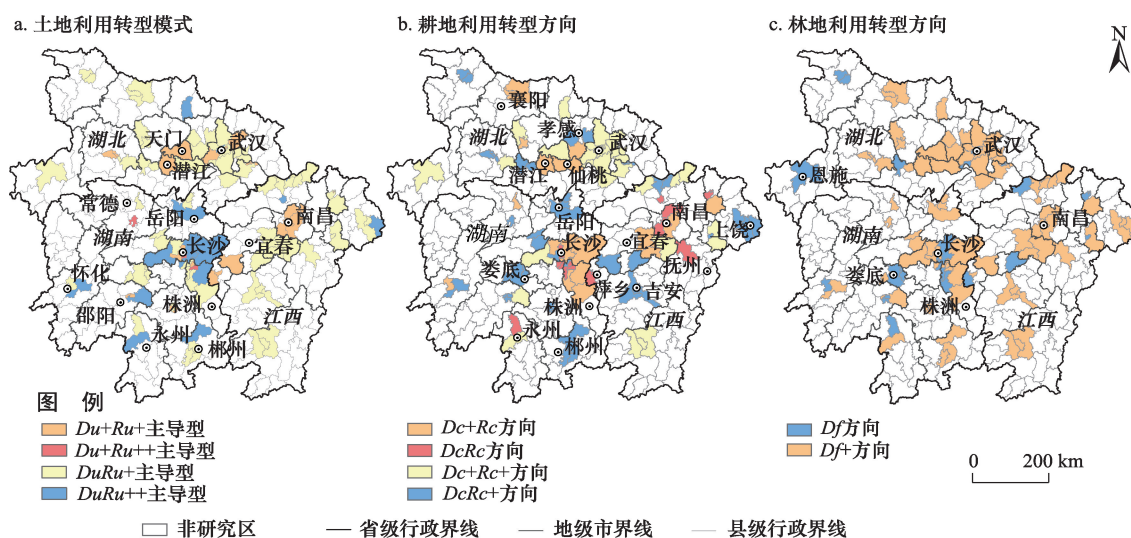 a. 土地利用转型模式
b. 耕地利用转型方向
c. 林地利用转型方向
N
湖北
天门
武汉
潜江
常德
岳阳
湖南
南昌
长沙
宜春
怀化
邵阳
株洲
江西
永州
郴州
襄阳
湖北
孝感
武汉
潜江
仙桃
岳阳
南昌
上饶
湖南
长沙
宜春
抚州
娄底
萍乡
吉安
株洲
江西
永州
郴州
湖北
武汉
恩施
南昌
湖南
长沙
娄底
株洲
江西
图 例
Du+Ru+主导型
Du+Ru++主导型
DuRu+主导型
DuRu++主导型
Dc+Rc方向
DcRc方向
Dc+Rc+方向
DcRc+方向
Df方向
Df+方向
0 200 km
非研究区 省级行政界线 地级市界线 县级行政界线